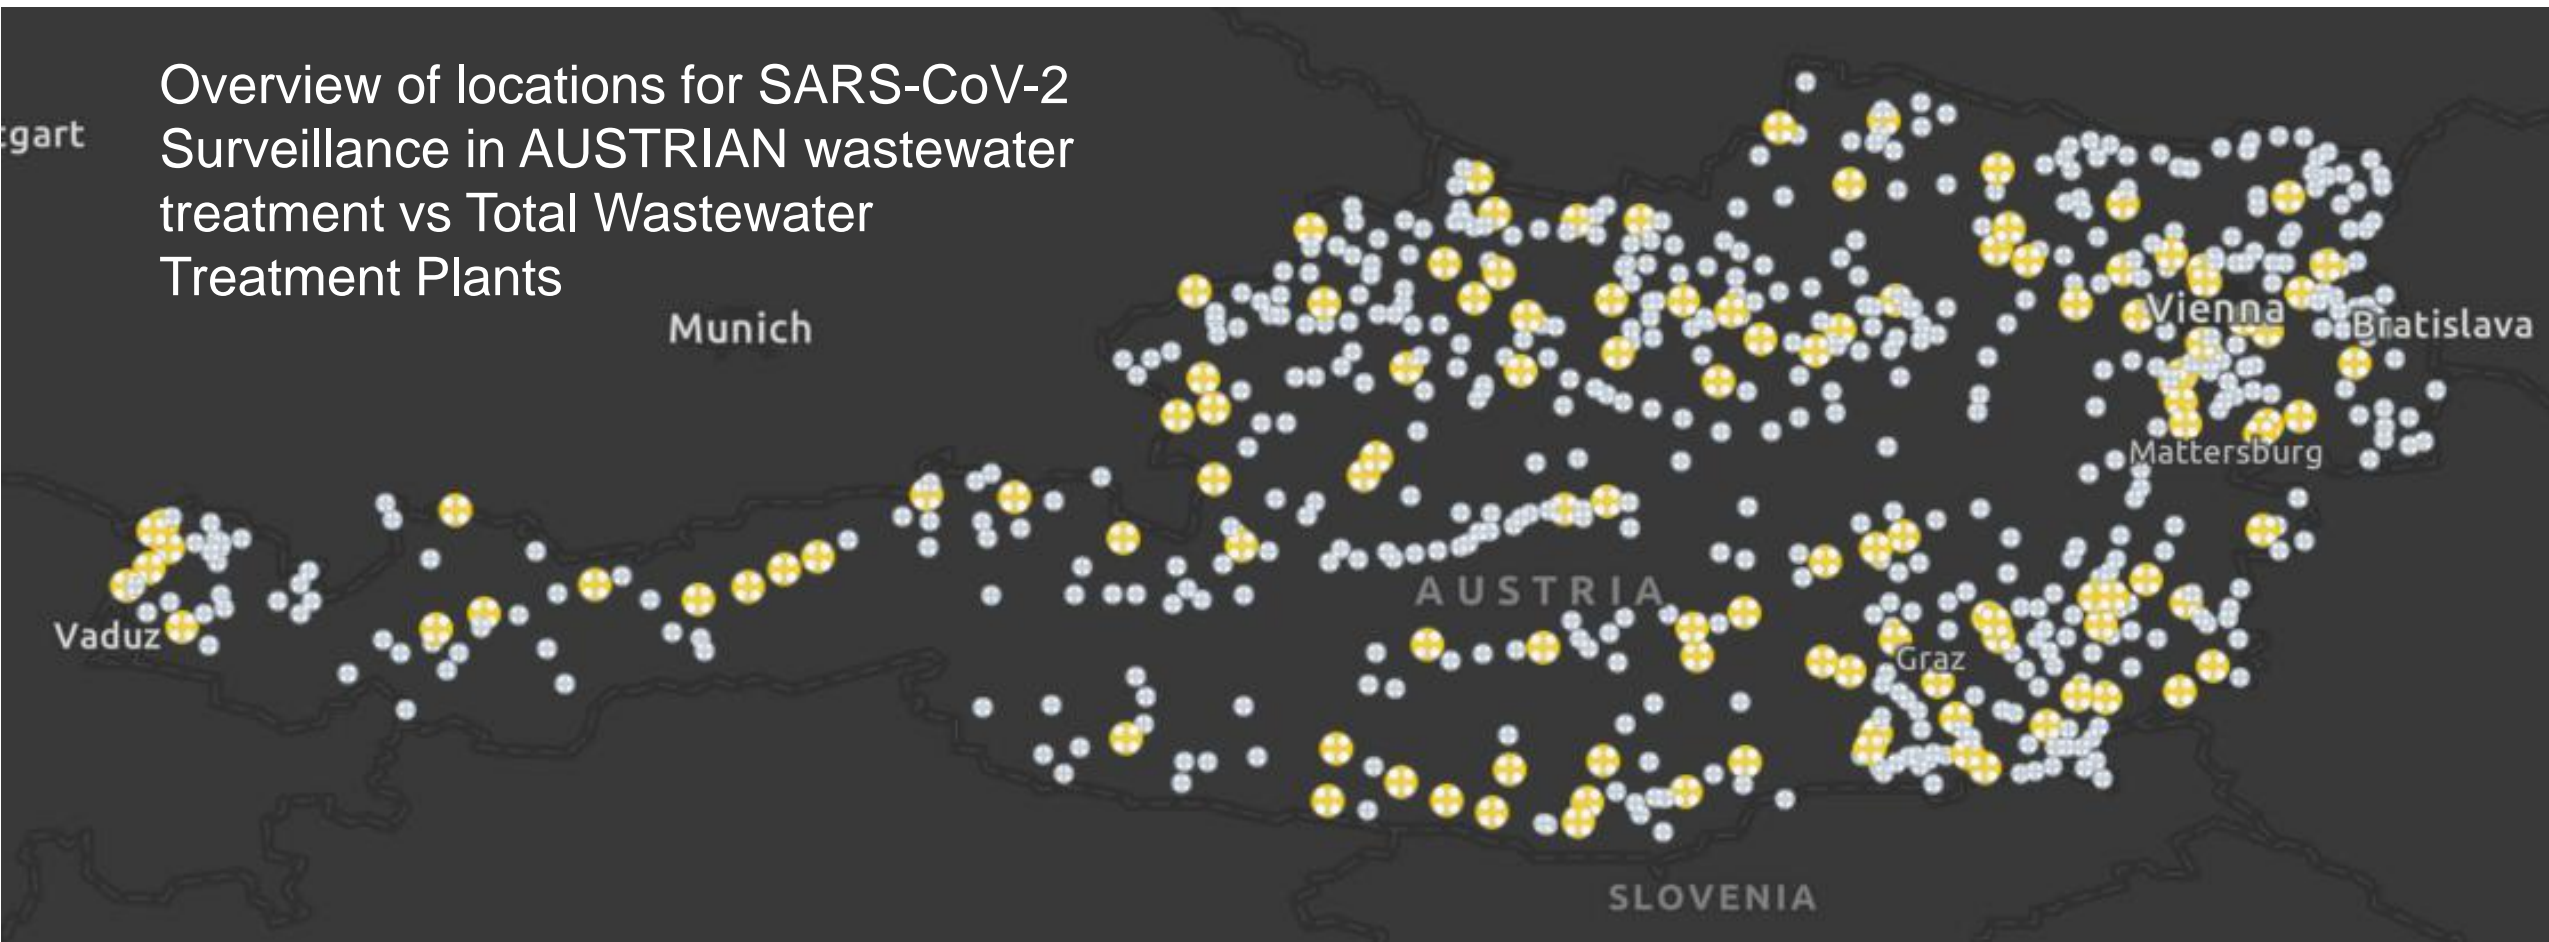 Overview of locations for SARS-CoV-2
Surveillance in AUSTRIAN wastewater
treatment vs Total Wastewater
Treatment Plants
tgart
Munich
Vienna
Bratislava
Mattersburg
AUSTRIA
Vaduz
Graz
SLOVENIA